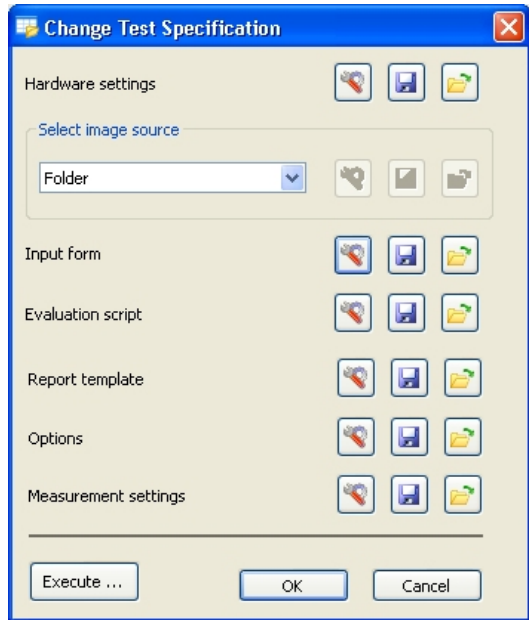 Change Test Specification
Hardware settings
Select image source
Folder
Input form
Evaluation script
Report template
Options
Measurement settings
Execute ... OK Cancel